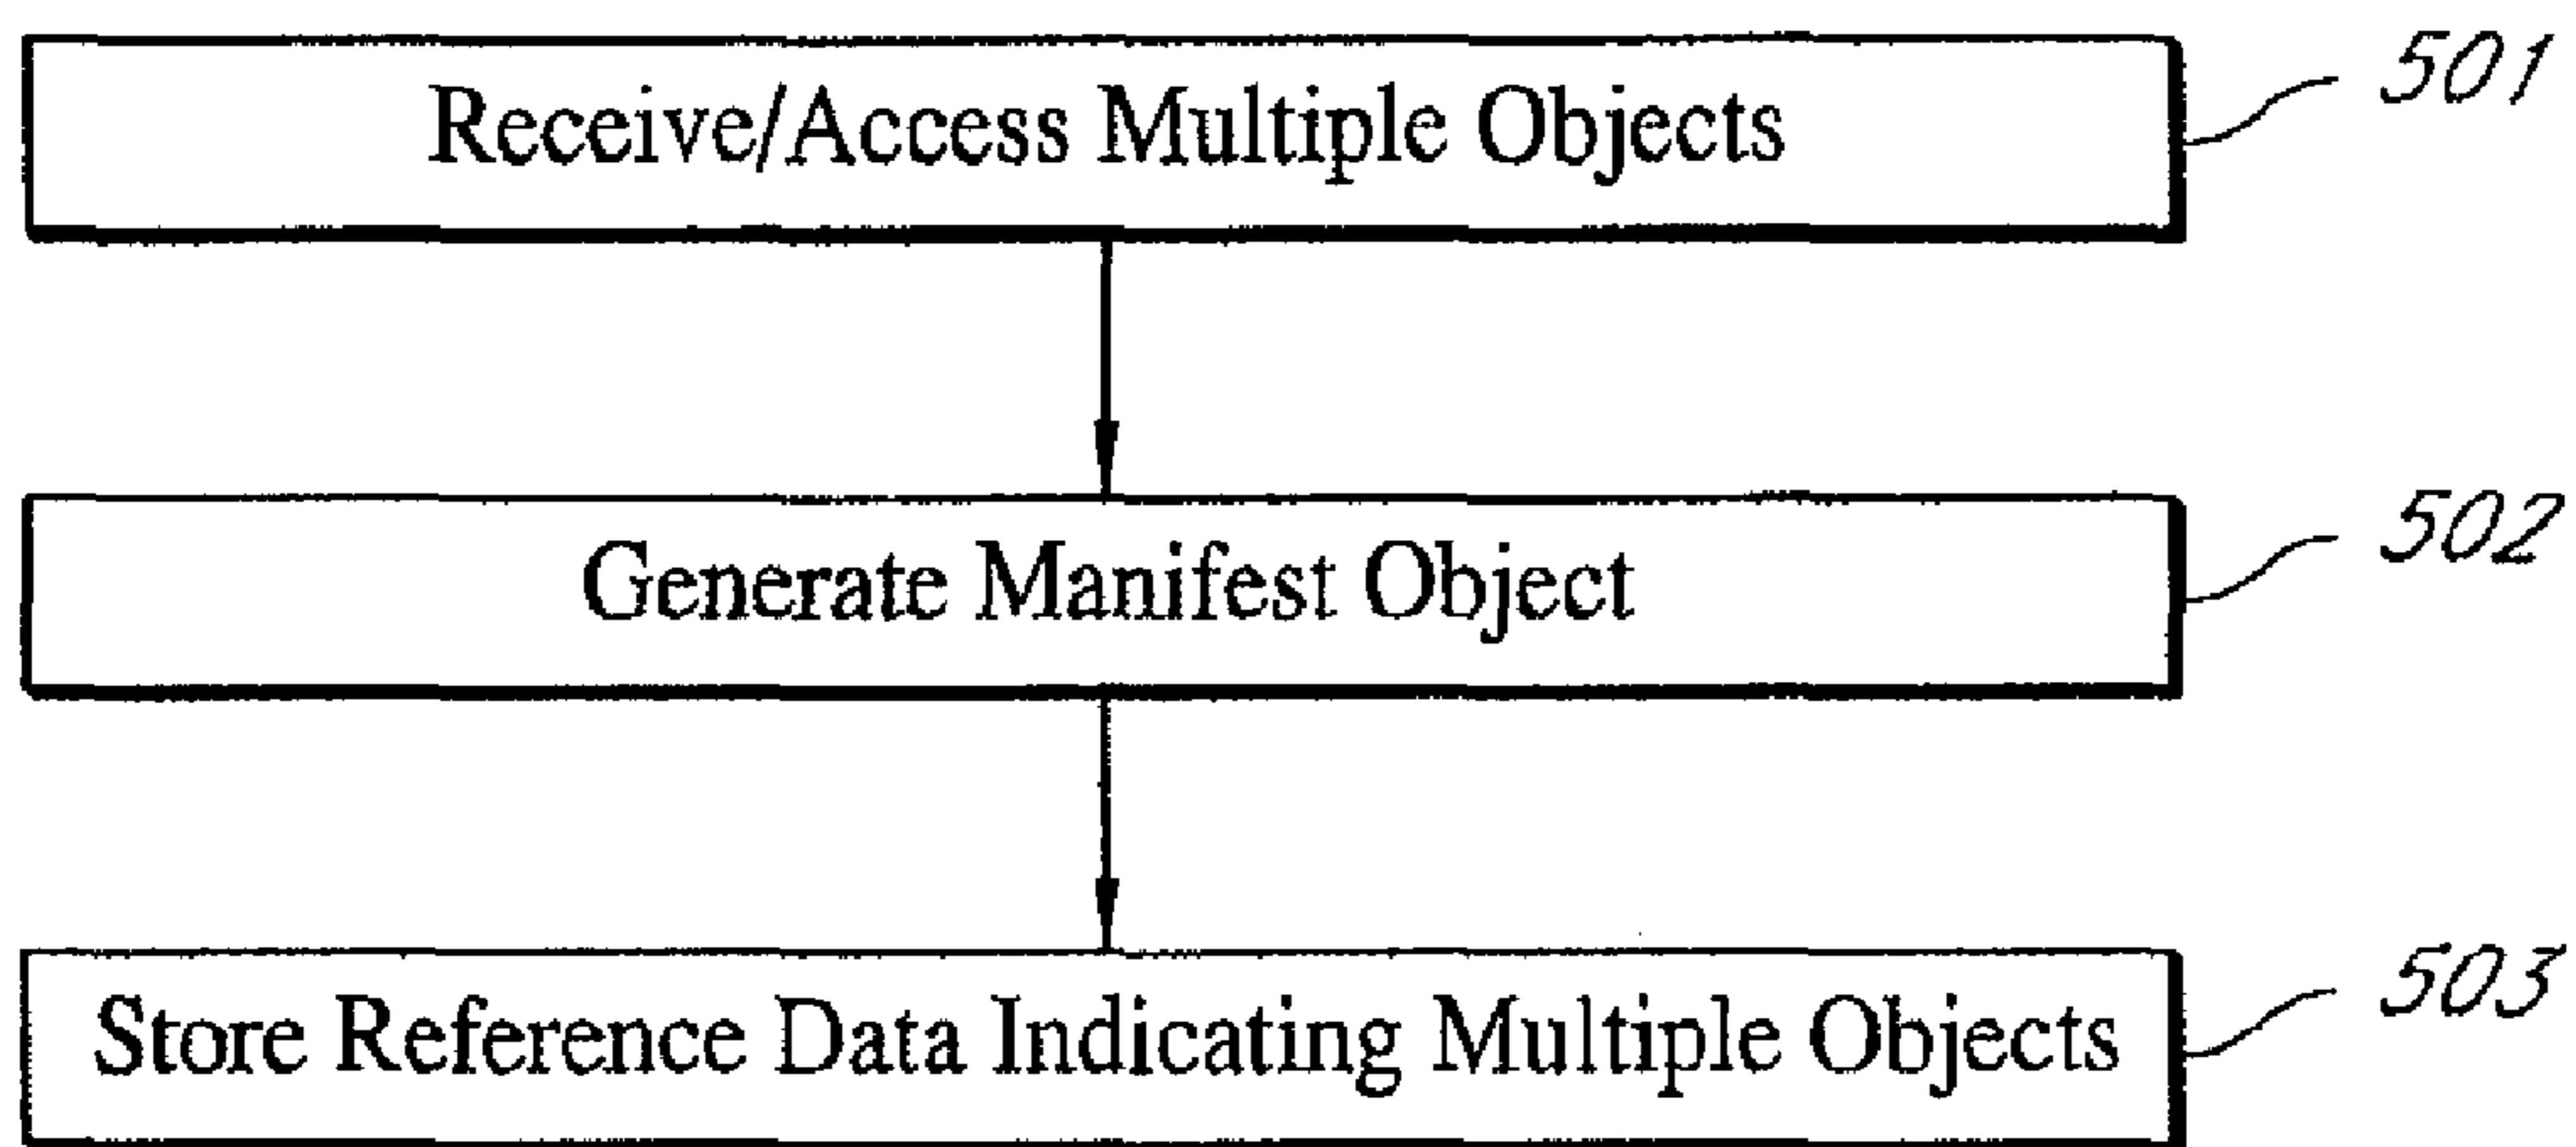 Receive/Access Multiple Objects
501
Generate Manifest Object
502
Store Reference Data Indicating Multiple Objects
503